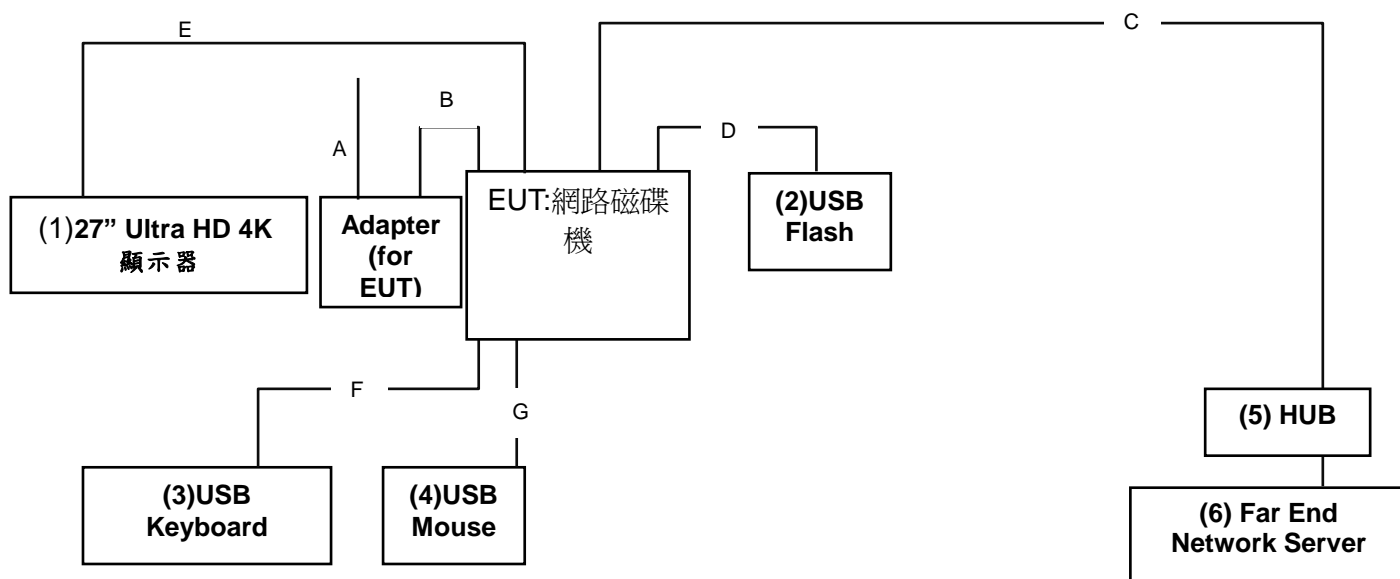 E
C
B
D
A
(1)27” Ultra HD 4K
顯示器
Adapter
(for
EUT)
EUT:網路磁碟
機
(2)USB
Flash
F
G
(5) HUB
(3)USB
Keyboard
(4)USB
Mouse
(6) Far End
Network Server